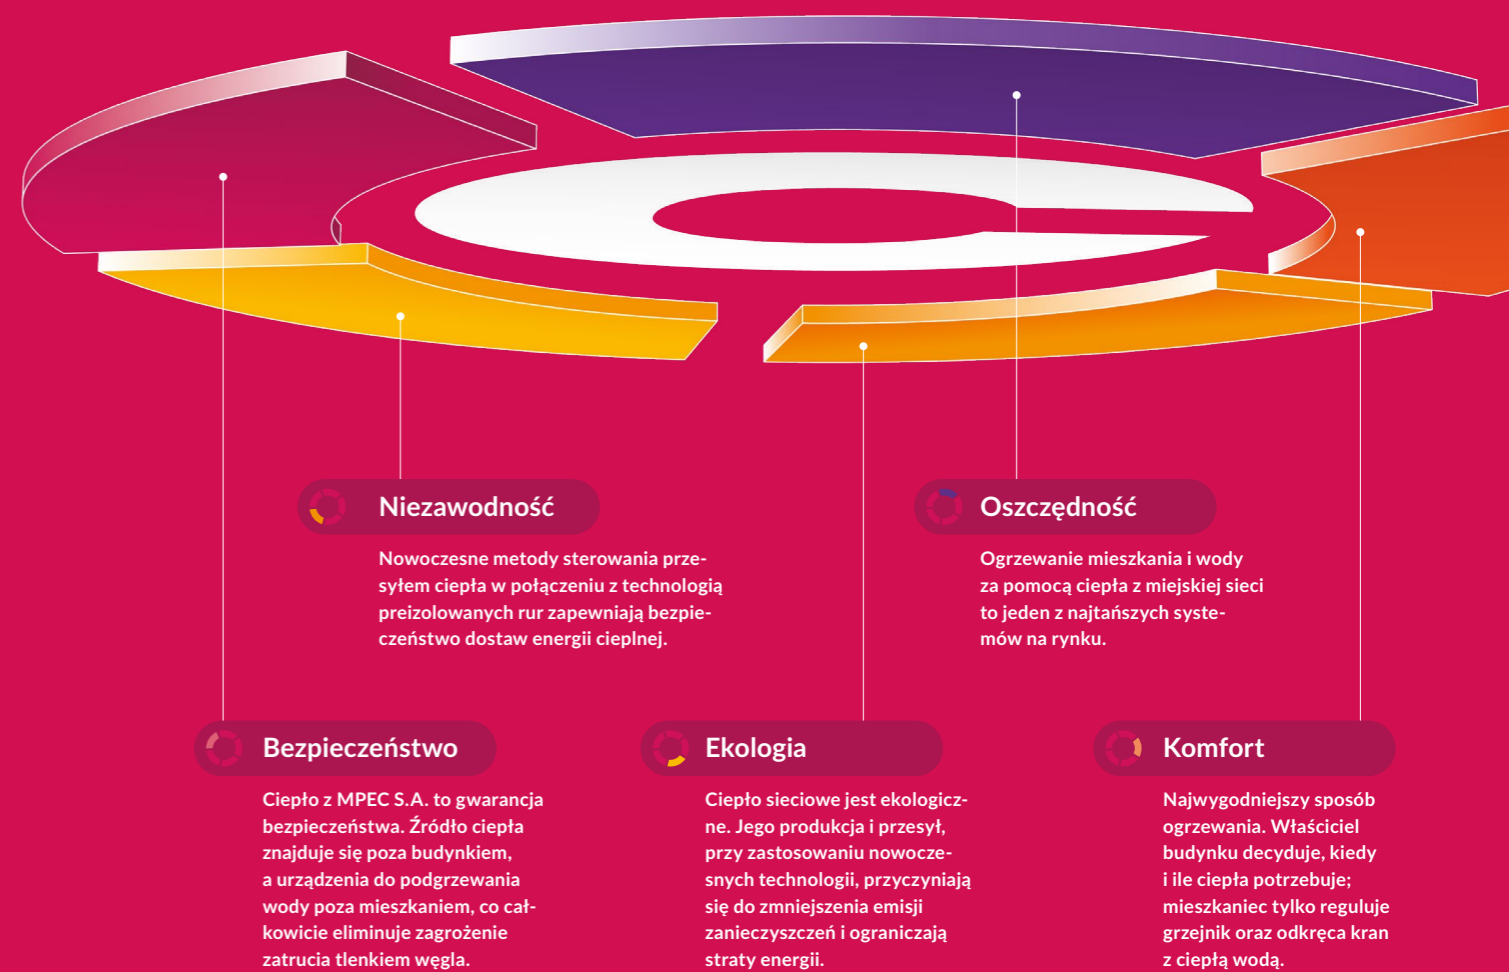 Niezawodność
Nowoczesne metody sterowania prze-
syłem ciepła w połączeniu z technologią
preizolowanych rur zapewniają bezpie-
czeństwo dostaw energii cieplnej.
Oszczędność
Ogrzewanie mieszkania i wody
za pomocą ciepła z miejskiej sieci
to jeden z najtańszych syste-
mów na rynku.
Bezpieczeństwo
Ciepło z MPEC S.A. to gwarancja
bezpieczeństwa. Źródło ciepła
znajduje się poza budynkiem,
a urządzenia do podgrzewania
wody poza mieszkaniem, co cał-
kowicie eliminuje zagrożenie
zatrucia tlenkiem węgla.
Ekologia
Ciepło sieciowe jest ekologicz-
ne. Jego produkcja i przesył,
przy zastosowaniu nowocze-
snych technologii, przyczyniają
się do zmniejszenia emisji
zanieczyszczeń i ograniczają
straty energii.
Komfort
Najwygodniejszy sposób
ogrzewania. Właściciel
budynku decyduje, kiedy
i ile ciepła potrzebuje;
mieszkaniec tylko reguluje
grzejnik oraz odkręca kran
z ciepłą wodą.